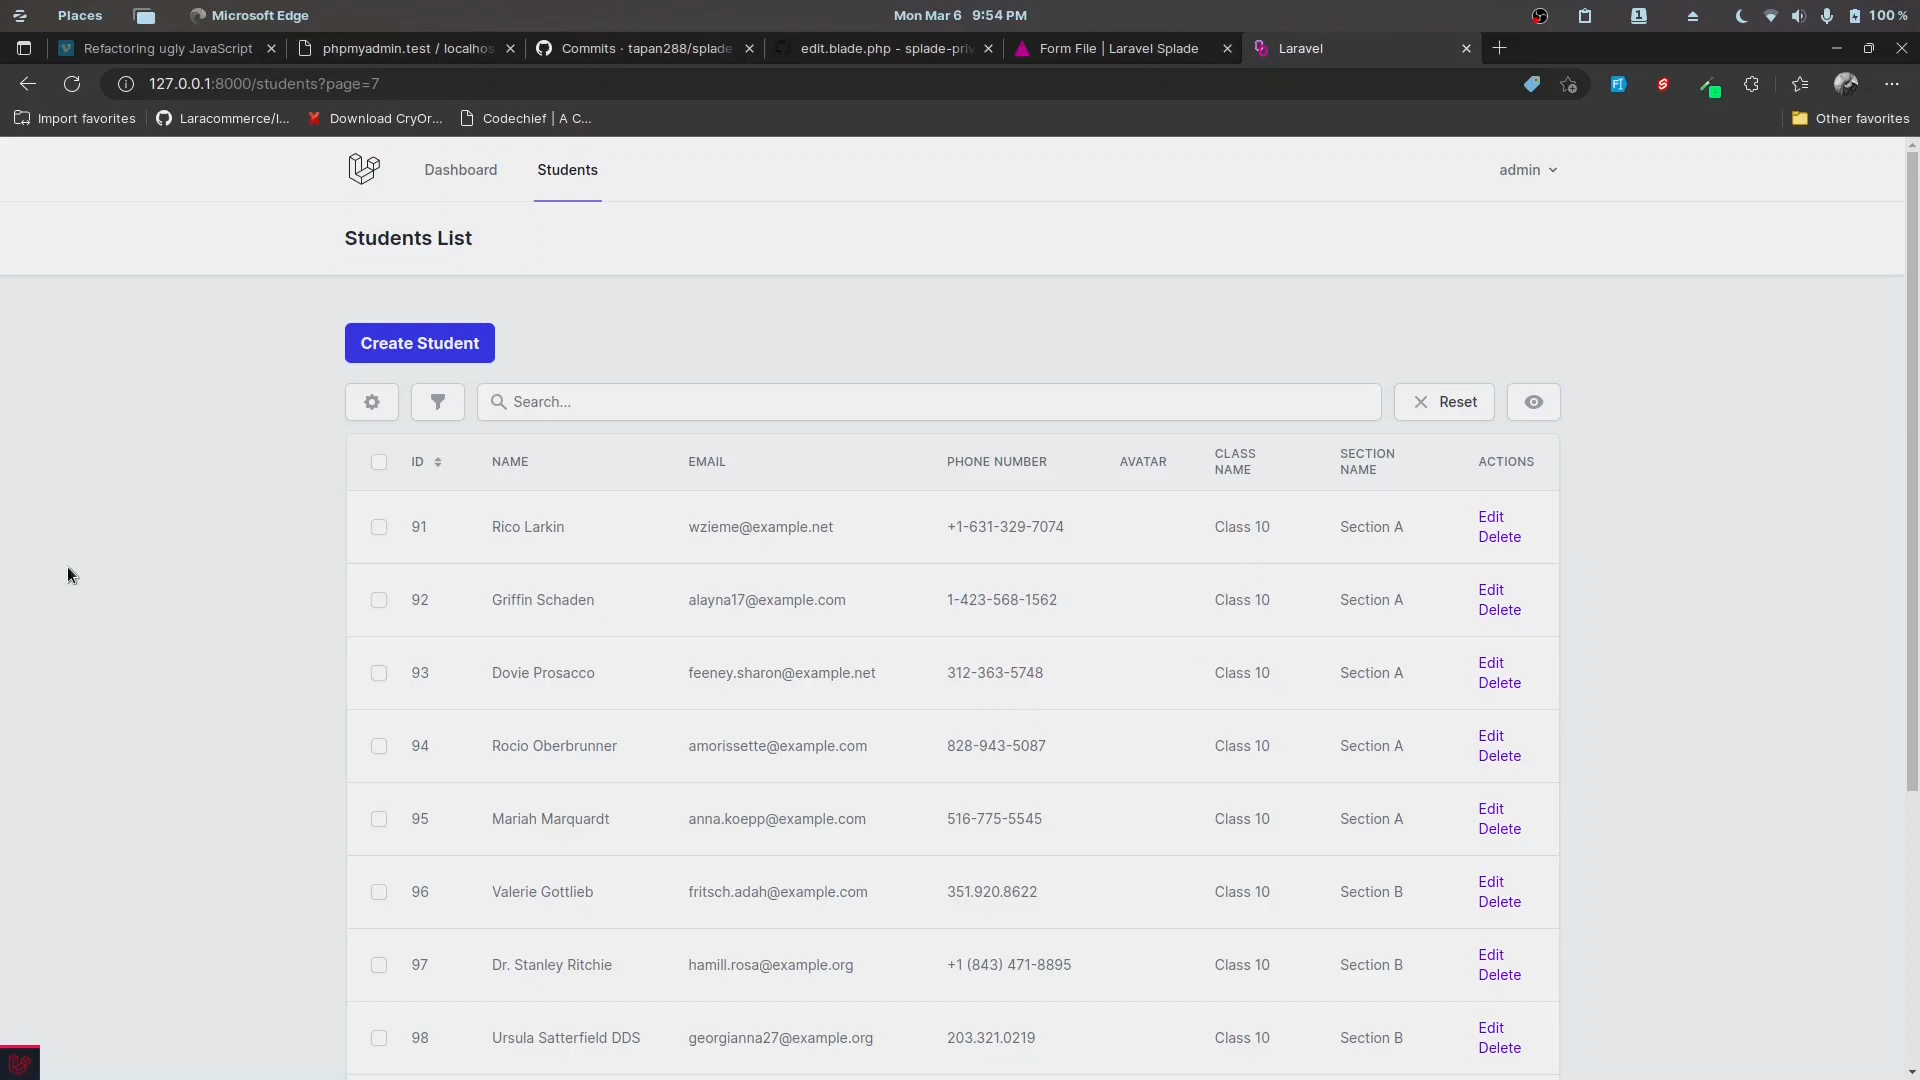 Places
Microsoft Edge
Mon Mar 6 9:54 PM
1
100 %
Refactoring ugly JavaScript
phpmyadmin.test / localhos
Commits · tapan288/splade
edit.blade.php - splade-pri
Form File | Laravel Splade
Laravel
127.0.0.1:8000/students?page=7
Import favorites
Laracommerce/l...
Download CryOr...
Codechief | A C...
Other favorites
Dashboard
Students
admin
Students List
Create Student
Search...
Reset
ID NAME EMAIL PHONE NUMBER AVATAR CLASS NAME SECTION NAME ACTIONS
91 Rico Larkin wzieme@example.net +1-631-329-7074 Class 10 Section A Edit
Delete
92 Griffin Schaden alayna17@example.com 1-423-568-1562 Class 10 Section A Edit
Delete
93 Dovie Prosacco feeney.sharon@example.net 312-363-5748 Class 10 Section A Edit
Delete
94 Rocio Oberbrunner amorissette@example.com 828-943-5087 Class 10 Section A Edit
Delete
95 Mariah Marquardt anna.koepp@example.com 516-775-5545 Class 10 Section A Edit
Delete
96 Valerie Gottlieb fritsch.adah@example.com 351.920.8622 Class 10 Section B Edit
Delete
97 Dr. Stanley Ritchie hamill.rosa@example.org +1 (843) 471-8895 Class 10 Section B Edit
Delete
98 Ursula Satterfield DDS georgianna27@example.org 203.321.0219 Class 10 Section B Edit
Delete